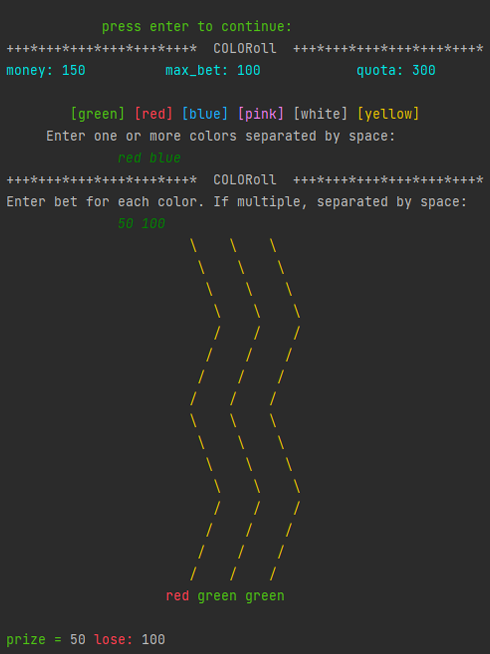 press enter to continue:
+++*+++*+++*+++*+++*+++*  COLORoll  +++*+++*+++*+++*+++*+++*
money: 150          max_bet: 100            quota: 300
[green] [red] [blue] [pink] [white] [yellow]
Enter one or more colors separated by space:
red blue
+++*+++*+++*+++*+++*+++*  COLORoll  +++*+++*+++*+++*+++*+++*
Enter bet for each color. If multiple, separated by space:
50 100
\    \    \
\    \    \
\    \    \
\    \    \
/    /    /
/    /    /
/    /    /
/    /    /
\    \    \
\    \    \
\    \    \
\    \    \
/    /    /
/    /    /
/    /    /
/    /    /
red green green
prize = 50 lose: 100